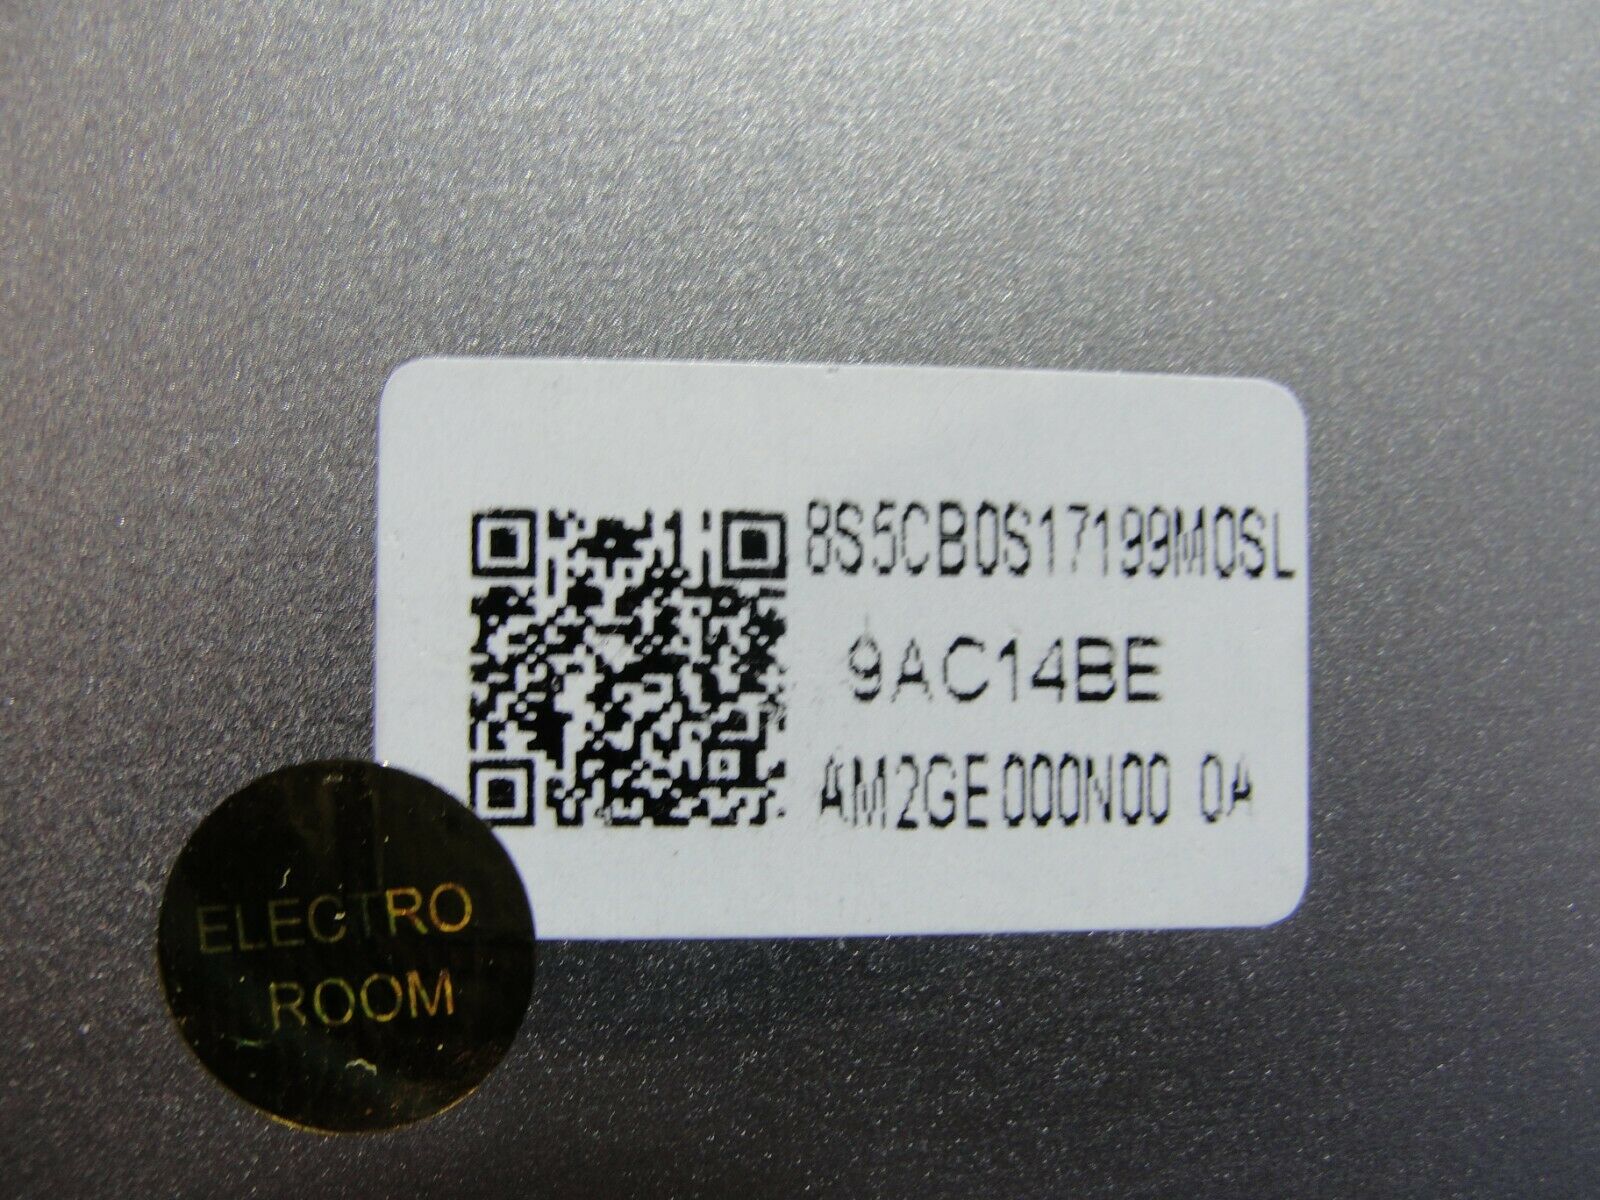 8S5CB0S17199M0SL
9AC14BE
AM2GE000N00 0A
ELECTRO
ROOM